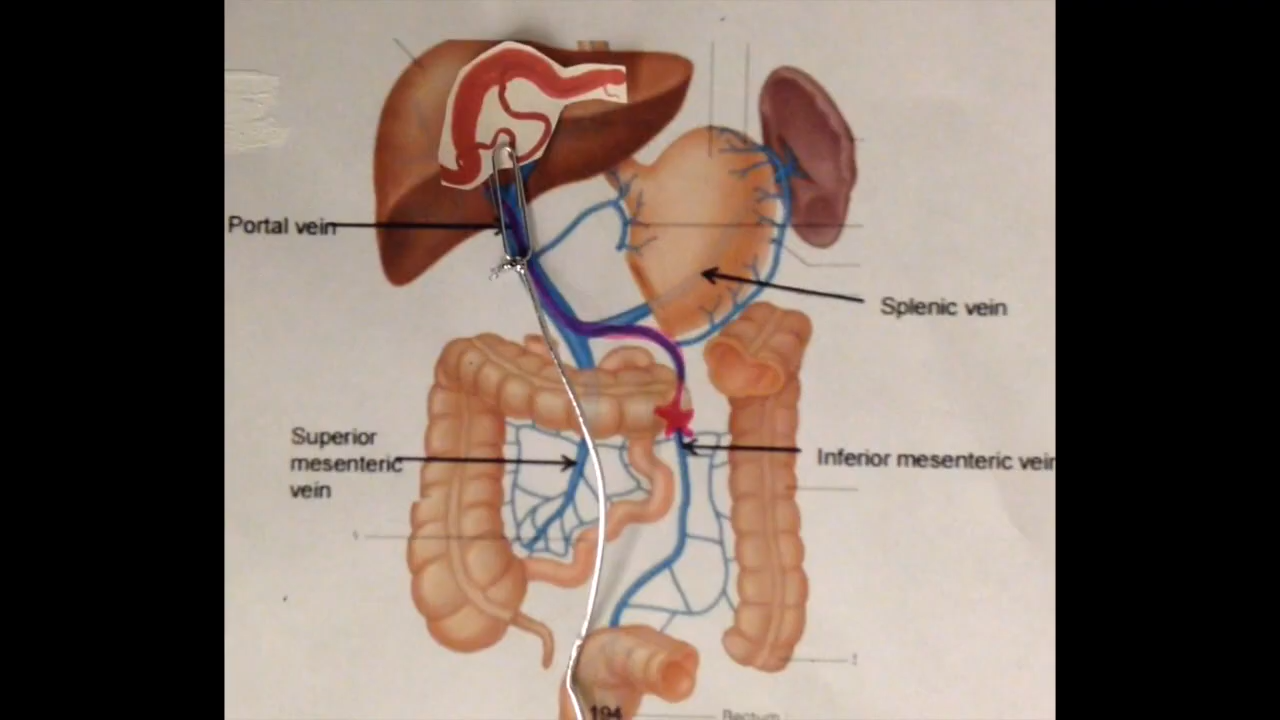 Portal vein
Splenic vein
Superior
mesenteric
vein
Inferior mesenteric vein
194
Rectum